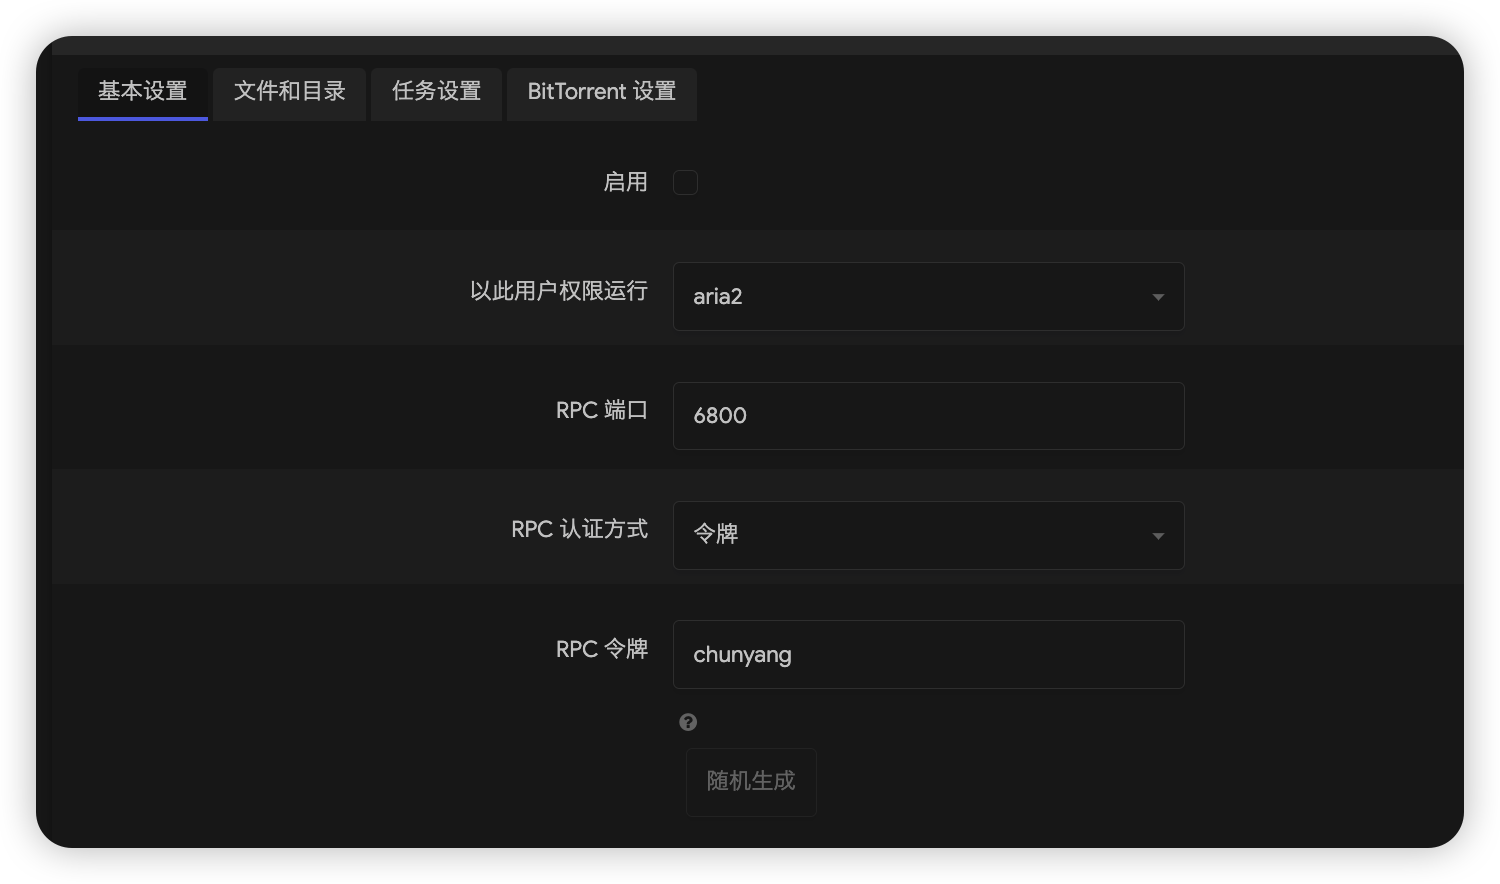 基本设置 文件和目录 任务设置 BitTorrent 设置
启用
以此用户权限运行 aria2
RPC 端口 6800
RPC 认证方式 令牌
RPC 令牌 chunyang
?
随机生成